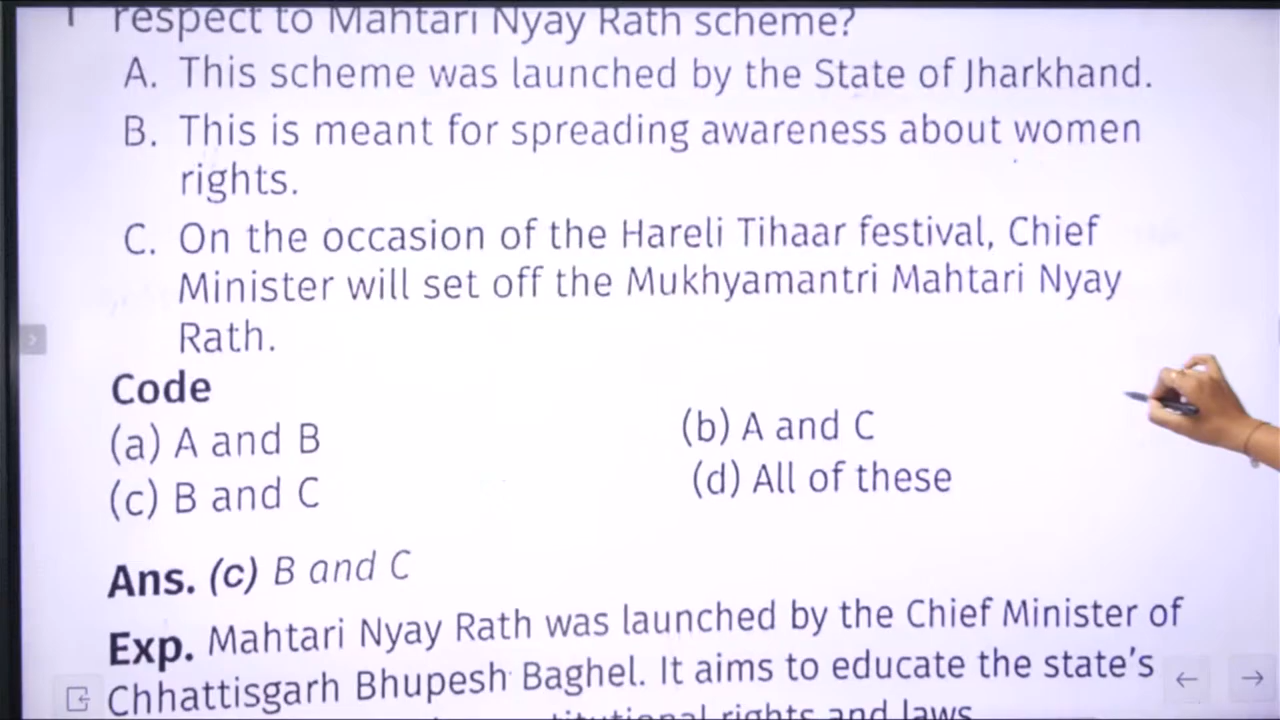 respect to Mahtari Nyay Rath scheme?
A. This scheme was launched by the State of Jharkhand.
B. This is meant for spreading awareness about women
rights.
C. On the occasion of the Hareli Tihaar festival, Chief
Minister will set off the Mukhyamantri Mahtari Nyay
Rath.
Code
(a) A and B
(b) A and C
(c) B and C
(d) All of these
Ans. (c) B and C
Exp. Mahtari Nyay Rath was launched by the Chief Minister of
Chhattisgarh Bhupesh Baghel. It aims to educate the state's
rights and laws